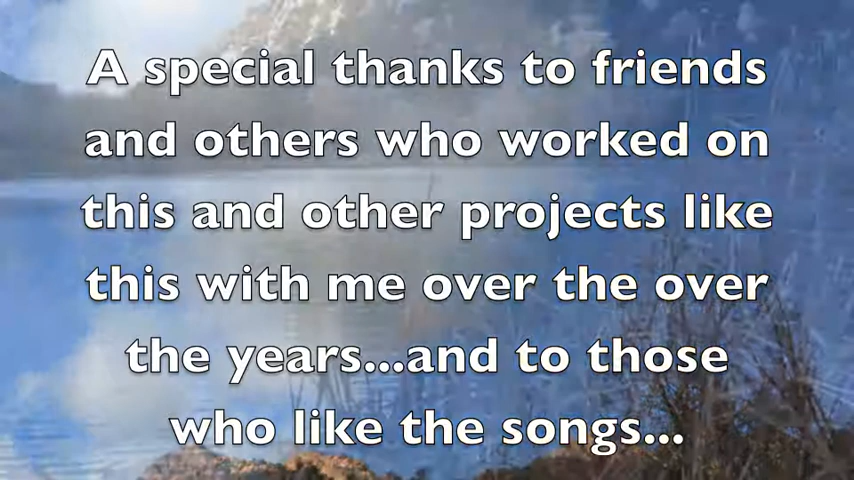 A special thanks to friends
and others who worked on
this and other projects like
this with me over the over
the years...and to those
who like the songs...